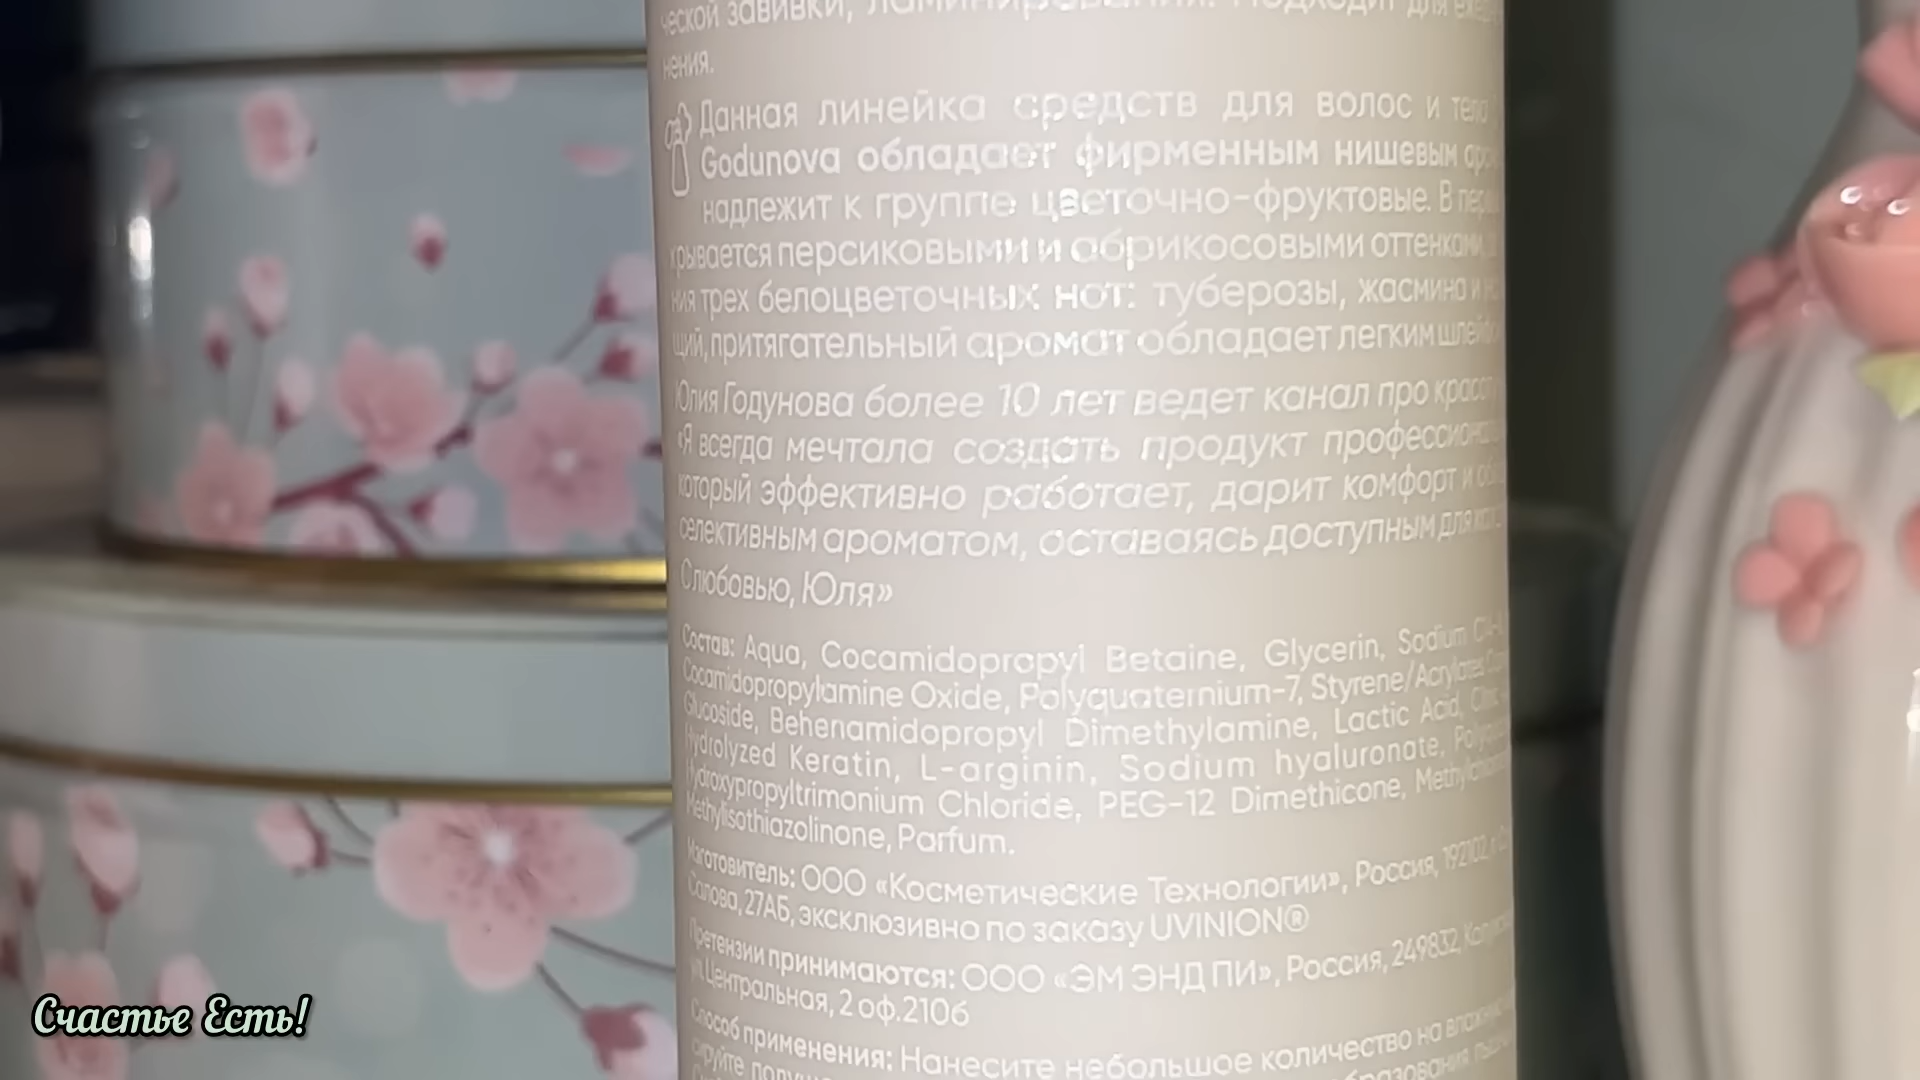 ческой завивки, ламинирования. Подходит для
нения.
Данная линейка средств для волос и тела
Godunova обладает фирменным нишевым
надлежит к группе цветочно-фруктовые. В
крывается персиковыми и абрикосовыми оттенками,
ния трех белоцветочных нот: туберозы, жасмина и
щий, притягательный аромат обладает легким
Юлия Годунова более 10 лет ведет канал про
«Я всегда мечтала создать продукт
который эффективно работает, дарит комфорт и
селективным ароматом, оставаясь доступным для
С любовью, Юля»
Состав: Aqua, Cocamidopropyl Betaine, Glycerin, Sodium
Cocamidopropylamine Oxide, Polyquaternium-7, Styrene/Acrylates
Glucoside, Behenamidopropyl Dimethylamine, Lactic Acid,
Hydrolyzed Keratin, L-arginin, Sodium hyaluronate,
Hydroxypropyltrimonium Chloride, PEG-12 Dimethicone,
Methylisothiazolinone, Parfum.
Изготовитель: ООО «Косметические Технологии», Россия, 192102,
Салова, 27АБ, эксклюзивно по заказу UVINION®
Претензии принимаются: ООО «ЭМ ЭНД ПИ», Россия, 249832,
ул.Центральная, 2 оф.210б
Способ применения: Нанесите небольшое количество на
Счастье Есть!